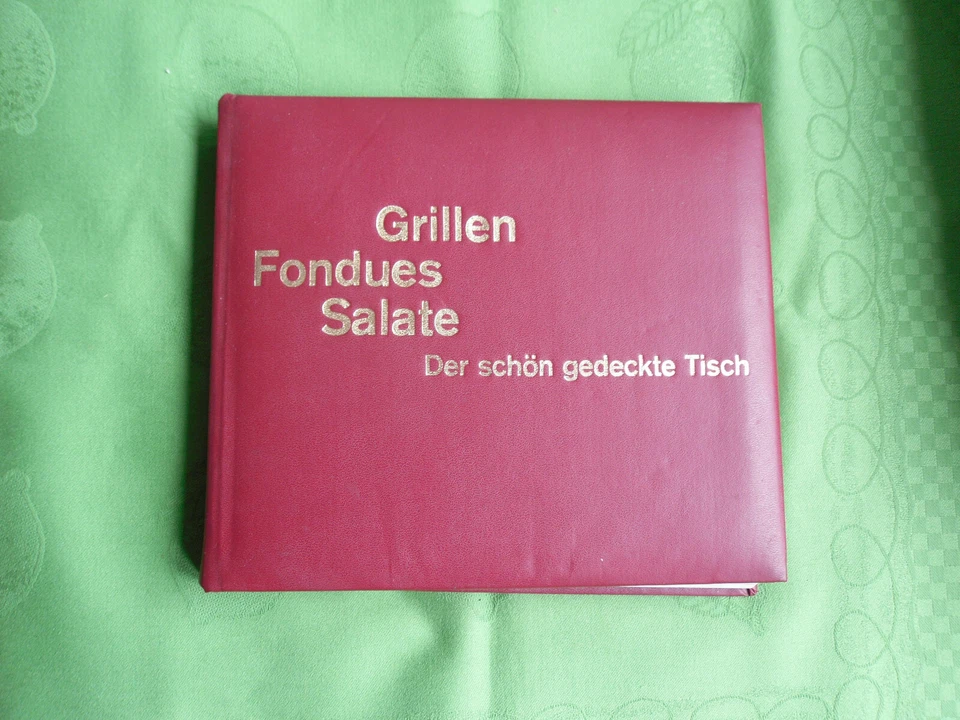 Grillen
Fondues
Salate
Der schön gedeckte Tisch